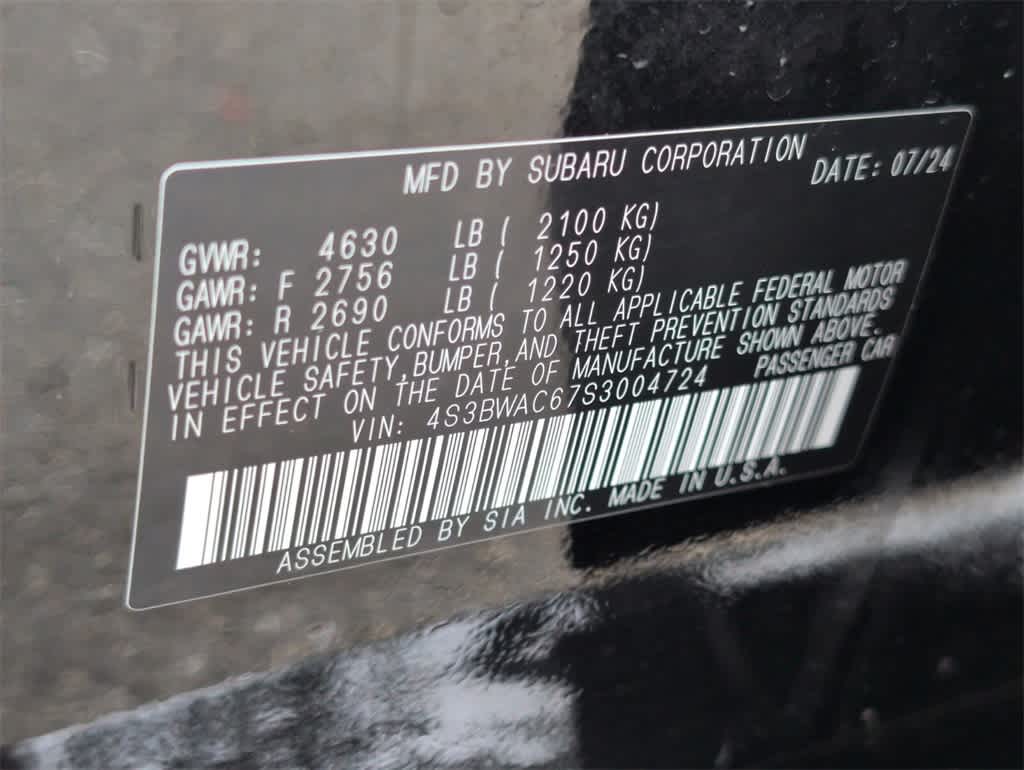 MFD BY SUBARU CORPORATION DATE: 07/24
GVWR: 4630 LB ( 2100 KG)
GAWR: F 2756 LB ( 1250 KG)
GAWR: R 2690 LB ( 1220 KG)
THIS VEHICLE CONFORMS TO ALL APPLICABLE FEDERAL MOTOR
VEHICLE SAFETY, BUMPER, AND THEFT PREVENTION STANDARDS
IN EFFECT ON THE DATE OF MANUFACTURE SHOWN ABOVE.
VIN: 4S3BWAC67S3004724 PASSENGER CAR
ASSEMBLED BY SIA INC. MADE IN U.S.A.